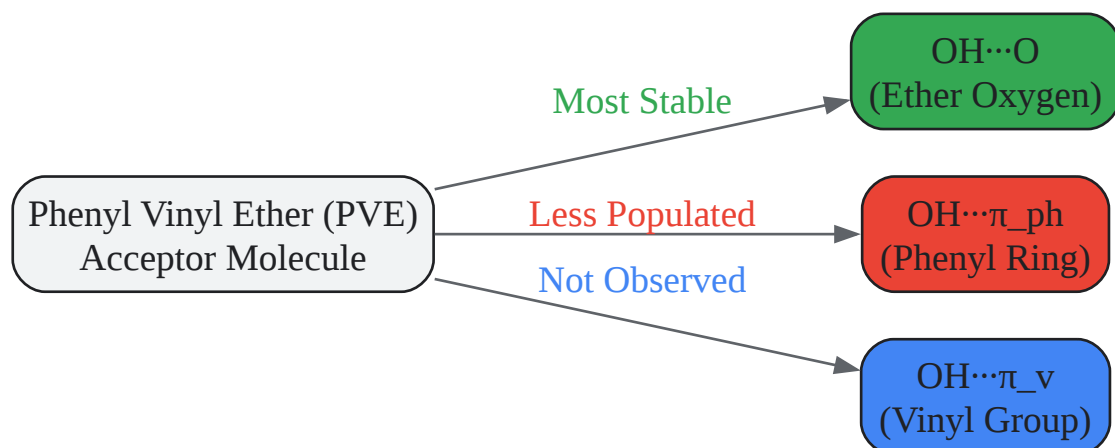 OH···O
(Ether Oxygen)
Most Stable
Phenyl Vinyl Ether (PVE)
Acceptor Molecule
Less Populated
OH···π_ph
(Phenyl Ring)
Not Observed
OH···π_v
(Vinyl Group)